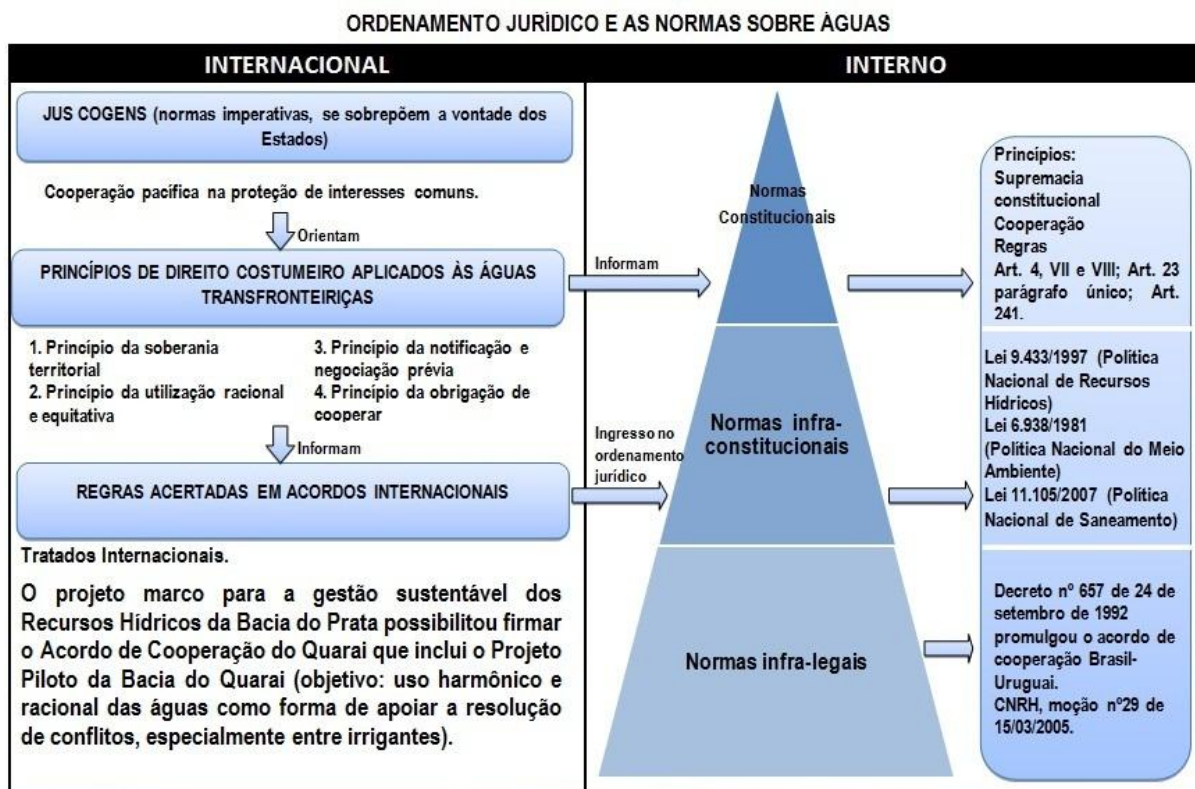 ORDENAMENTO JURÍDICO E AS NORMAS SOBRE ÁGUAS
INTERNACIONAL
JUS COGENS (normas imperativas, se sobrepõem a vontade dos
Estados)
Cooperação pacífica na proteção de interesses comuns.
Orientam
PRINCÍPIOS DE DIREITO COSTUMEIRO APLICADOS ÀS ÁGUAS
TRANSFRONTEIRIÇAS
1. Princípio da soberania
territorial
2. Princípio da utilização racional
e equitativa
3. Princípio da notificação e
negociação prévia
4. Princípio da obrigação de
cooperar
Informam
REGRAS ACERTADAS EM ACORDOS INTERNACIONAIS
Tratados Internacionais.
O projeto marco para a gestão sustentável dos
Recursos Hídricos da Bacia do Prata possibilitou firmar
o Acordo de Cooperação do Quarai que inclui o Projeto
Piloto da Bacia do Quarai (objetivo: uso harmônico e
racional das águas como forma de apoiar a resolução
de conflitos, especialmente entre irrigantes).
INTERNO
Informam
Ingresso no
ordenamento
jurídico
Normas
Constitucionais
Normas infra-
constitucionais
Normas infra-legais
Princípios:
Supremacia
constitucional
Cooperação
Regras
Art. 4, VII e VIII; Art. 23
parágrafo único; Art.
241.
Lei 9.433/1997 (Política
Nacional de Recursos
Hídricos)
Lei 6.938/1981
(Política Nacional do Meio
Ambiente)
Lei 11.105/2007 (Política
Nacional de Saneamento)
Decreto nº 657 de 24 de
setembro de 1992
promulgou o acordo de
cooperação Brasil-
Uruguai.
CNRH, moção nº29 de
15/03/2005.